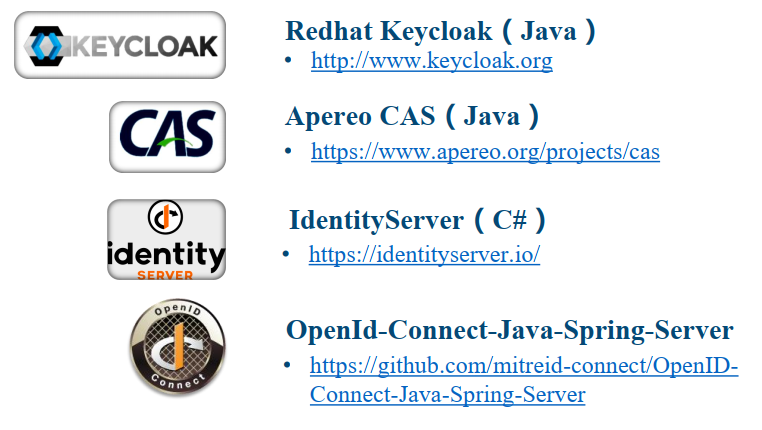 KEYCLOAK
Redhat Keycloak（Java）
• http://www.keycloak.org
CAS
Apereo CAS（Java）
• https://www.apereo.org/projects/cas
identity
SERVER
IdentityServer（C#）
• https://identityserver.io/
OpenID
Connect
OpenId-Connect-Java-Spring-Server
• https://github.com/mitreid-connect/OpenID-
Connect-Java-Spring-Server